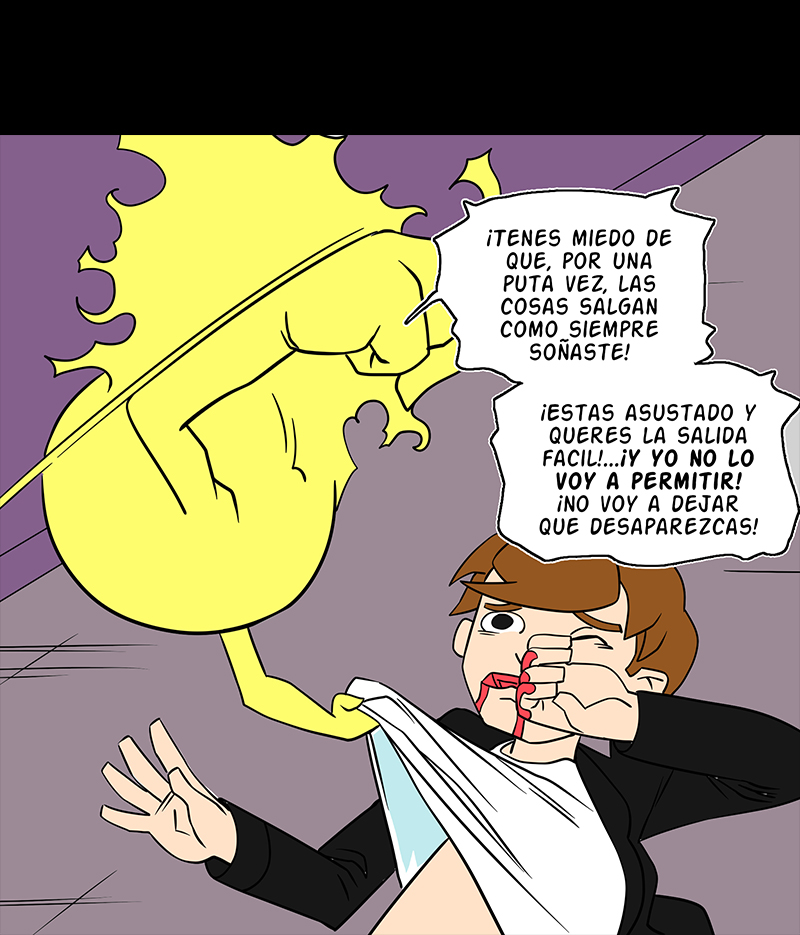 ¡TENES MIEDO DE
QUE, POR UNA
PUTA VEZ, LAS
COSAS SALGAN
COMO SIEMPRE
SOÑASTE!
¡ESTAS ASUSTADO Y
QUERES LA SALIDA
FACIL!...¡Y YO NO LO
VOY A PERMITIR!
¡NO VOY A DEJAR
QUE DESAPAREZCAS!